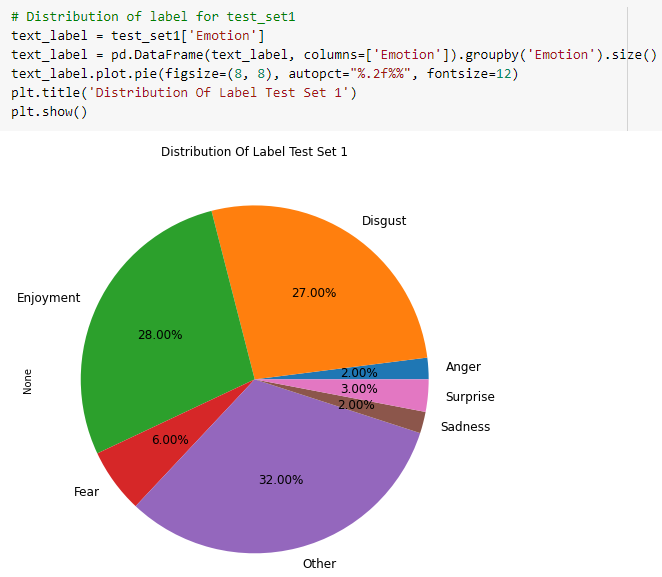 # Distribution of label for test_set1
text_label = test_set1['Emotion']
text_label = pd.DataFrame(text_label, columns=['Emotion']).groupby('Emotion').size()
text_label.plot.pie(figsize=(8, 8), autopct="%.2f%%", fontsize=12)
plt.title('Distribution Of Label Test Set 1')
plt.show()
Distribution Of Label Test Set 1
Disgust
27.00%
Enjoyment
28.00%
Anger
2.00%
None
3.00%
Surprise
2.00%
Sadness
6.00%
32.00%
Fear
Other